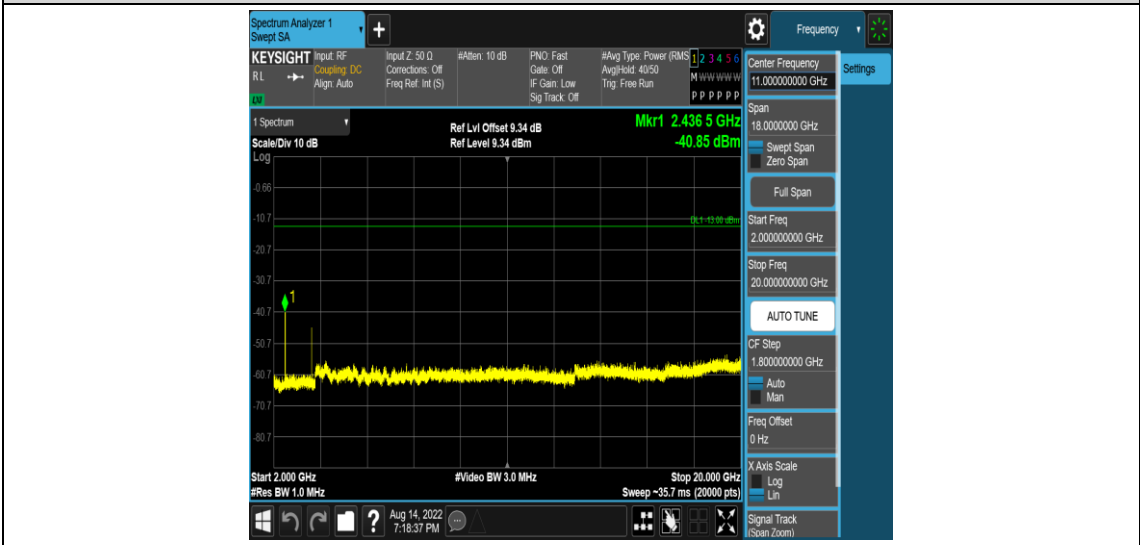 Spectrum Analyzer 1
Swept SA
+
Frequency
KEYSIGHT
R L
LXI
Input: RF
Coupling: DC
Align: Auto
Input Z: 50 Ω
Corrections: Off
Freq Ref: Int (S)
#Atten: 10 dB
PNO: Fast
Gate: Off
IF Gain: Low
Sig Track: Off
#Avg Type: Power (RMS
Avg|Hold: 40/50
Trig: Free Run
1 2 3 4 5 6
M W W W W W
P P P P P P
1 Spectrum
Scale/Div 10 dB
Log
Ref Lvl Offset 9.34 dB
Ref Level 9.34 dBm
Mkr1 2.436 5 GHz
-40.85 dBm
-0.66
-10.7
DL1 -13.00 dBm
-20.7
-30.7
1
-40.7
-50.7
-60.7
-70.7
-80.7
Start 2.000 GHz
#Res BW 1.0 MHz
#Video BW 3.0 MHz
Stop 20.000 GHz
Sweep ~35.7 ms (20000 pts)
?
Aug 14, 2022
7:18:37 PM
Center Frequency
11.000000000 GHz
Settings
Span
18.0000000 GHz
Swept Span
Zero Span
Full Span
Start Freq
2.000000000 GHz
Stop Freq
20.000000000 GHz
AUTO TUNE
CF Step
1.800000000 GHz
Auto
Man
Freq Offset
0 Hz
X Axis Scale
Log
Lin
Signal Track
(Span Zoom)